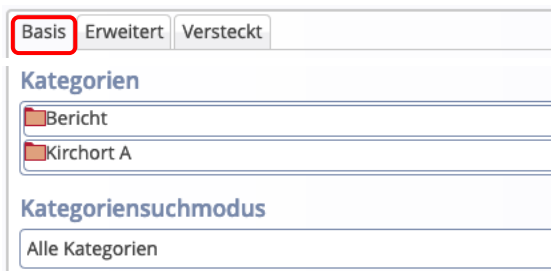 Basis Erweitert Versteckt
Kategorien
Bericht
Kirchort A
Kategoriensuchmodus
Alle Kategorien